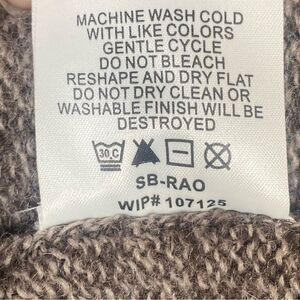 MACHINE WASH COLD
WITH LIKE COLORS
GENTLE CYCLE
DO NOT BLEACH
RESHAPE AND DRY FLAT
DO NOT DRY CLEAN OR
WASHABLE FINISH WILL BE
DESTROYED
30 C
SB-RAO
WIP# 107125